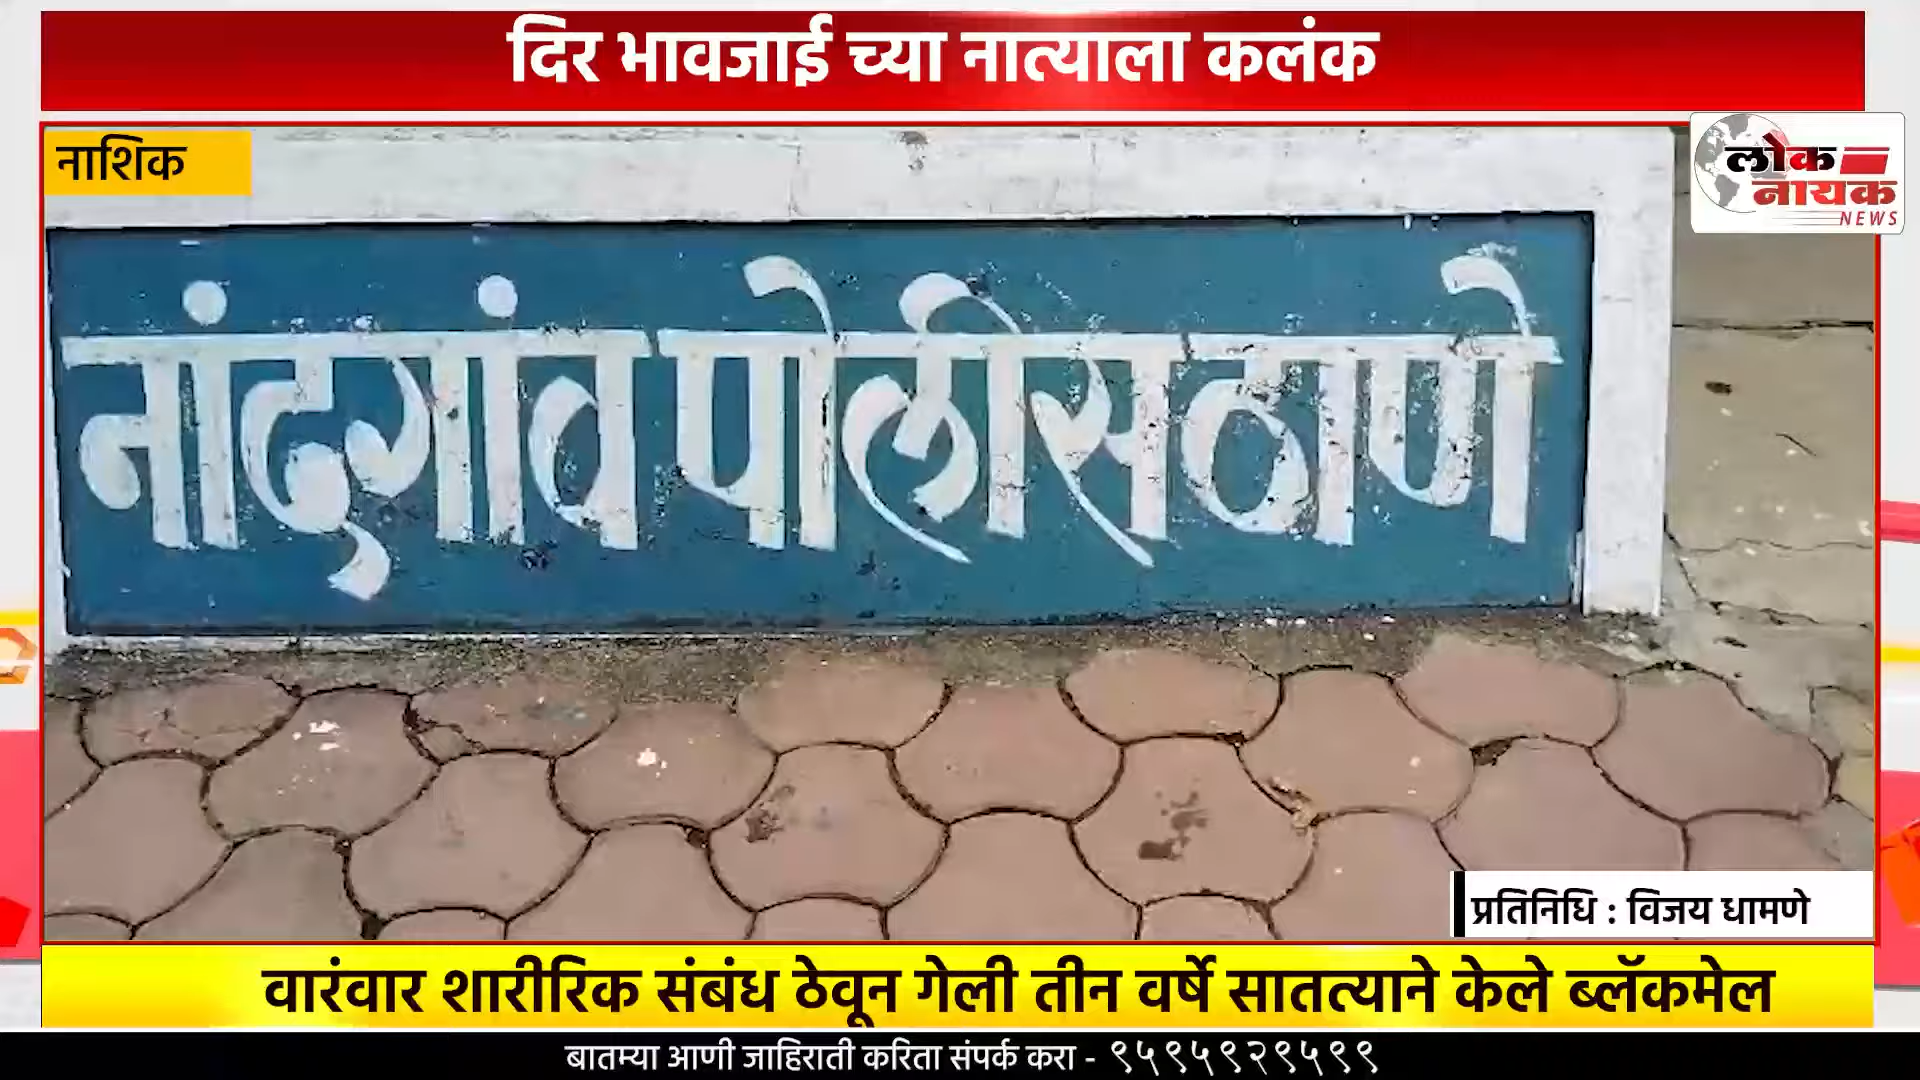 दिर भावजाई च्या नात्याला कलंक
नाशिक
लोक
नायक
NEWS
नांदगांव पोलीस ठाणे
प्रतिनिधि : विजय धामणे
वारंवार शारीरिक संबंध ठेवून गेली तीन वर्षे सातत्याने केले ब्लॅकमेल
बातम्या आणी जाहिराती करिता संपर्क करा - ९५९५९२९५९९